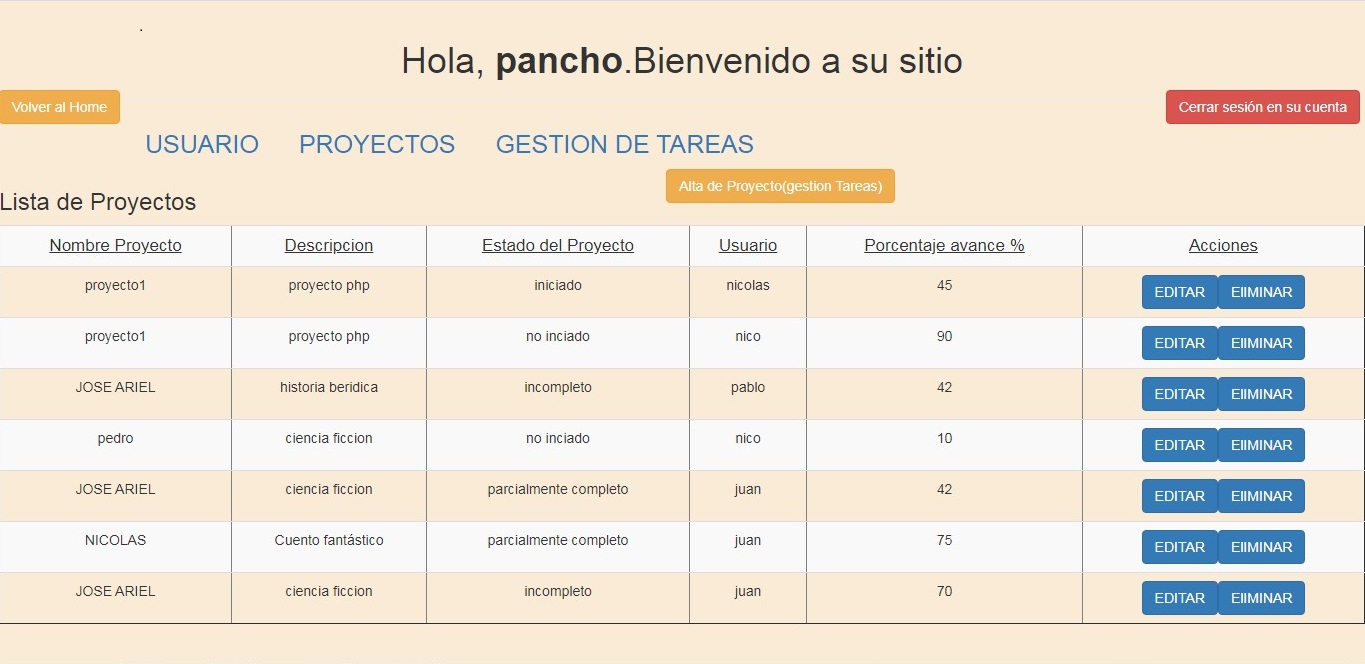 .
Hola, pancho.Bienvenido a su sitio
Volver al Home Cerrar sesión en su cuenta
USUARIO PROYECTOS GESTION DE TAREAS
Alta de Proyecto(gestion Tareas)
Lista de Proyectos
Nombre Proyecto Descripcion Estado del Proyecto Usuario Porcentaje avance % Acciones
proyecto1 proyecto php iniciado nicolas 45 EDITAR ElIMINAR
proyecto1 proyecto php no inciado nico 90 EDITAR ElIMINAR
JOSE ARIEL historia beridica incompleto pablo 42 EDITAR ElIMINAR
pedro ciencia ficcion no inciado nico 10 EDITAR ElIMINAR
JOSE ARIEL ciencia ficcion parcialmente completo juan 42 EDITAR ElIMINAR
NICOLAS Cuento fantástico parcialmente completo juan 75 EDITAR ElIMINAR
JOSE ARIEL ciencia ficcion incompleto juan 70 EDITAR ElIMINAR